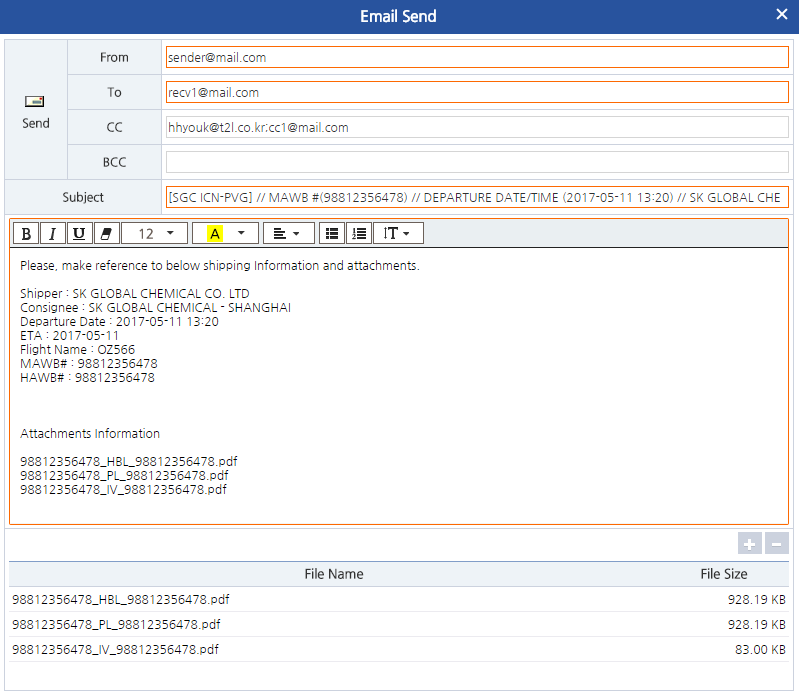 Email Send
From
sender@mail.com
Send
To
recv1@mail.com
CC
hhyouk@t2l.co.kr;cc1@mail.com
BCC
Subject
[SGC ICN-PVG] // MAWB #(98812356478) // DEPARTURE DATE/TIME (2017-05-11 13:20) // SK GLOBAL CHE
B I U 12 A
Please, make reference to below shipping Information and attachments.
Shipper : SK GLOBAL CHEMICAL CO. LTD
Consignee : SK GLOBAL CHEMICAL - SHANGHAI
Departure Date : 2017-05-11 13:20
ETA : 2017-05-11
Flight Name : OZ566
MAWB# : 98812356478
HAWB# : 98812356478
Attachments Information
98812356478_HBL_98812356478.pdf
98812356478_PL_98812356478.pdf
98812356478_IV_98812356478.pdf
File Name File Size
98812356478_HBL_98812356478.pdf 928.19 KB
98812356478_PL_98812356478.pdf 928.19 KB
98812356478_IV_98812356478.pdf 83.00 KB